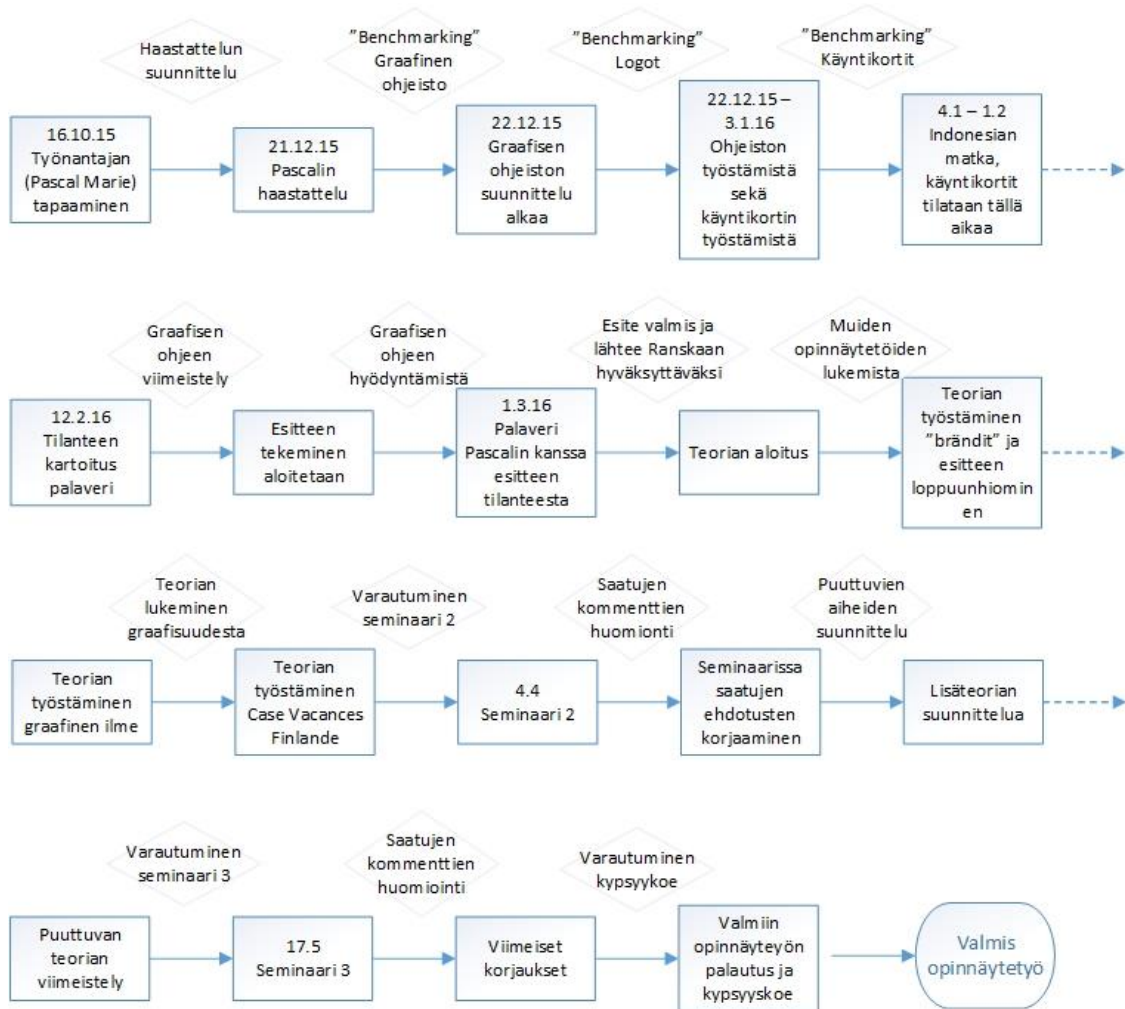 Haastattelun
suunnittelu
”Benchmarking”
Graafinen
ohjeisto
”Benchmarking”
Logot
”Benchmarking”
Käyntikortit
16.10.15
Työnantajan
(Pascal Marie)
tapaaminen
21.12.15
Pascalin
haastattelu
22.12.15
Graafisen
ohjeiston
suunnittelu
alkaa
22.12.15 –
3.1.16
Ohjeiston
työstämistä
sekä
käyntikortin
työstämistä
4.1 – 1.2
Indonesian
matka,
käyntikortit
tilataan tällä
aikaa
Graafisen
ohjeen
viimeistely
Graafisen
ohjeen
hyödyntämistä
Esite valmis ja
lähtee Ranskaan
hyväksyttäväksi
Muiden
opinnäytetöiden
lukemista
12.2.16
Tilanteen
kartoitus
palaveri
Esitteen
tekeminen
aloitetaan
1.3.16
Palaveri
Pascalin kanssa
esitteen
tilanteesta
Teorian aloitus
Teorian
työstäminen
”brändit” ja
esitteen
loppuunhiomin
en
Teorian
lukeminen
graafisuudesta
Varautuminen
seminaari 2
Saatujen
kommenttien
huomionti
Puuttuvien
aiheiden
suunnittelu
Teorian
työstäminen
graafinen ilme
Teorian
työstäminen
Case Vacances
Finlande
4.4
Seminaari 2
Seminaarissa
saatujen
ehdotusten
korjaaminen
Lisäteorian
suunnittelua
Varautuminen
seminaari 3
Saatujen
kommenttien
huomiointi
Varautuminen
kypsyykoe
Puuttuvan
teorian
viimeistely
17.5
Seminaari 3
Viimeiset
korjaukset
Valmiin
opinnäyteyön
palautus ja
kypsyyskoe
Valmis
opinnäytetyö